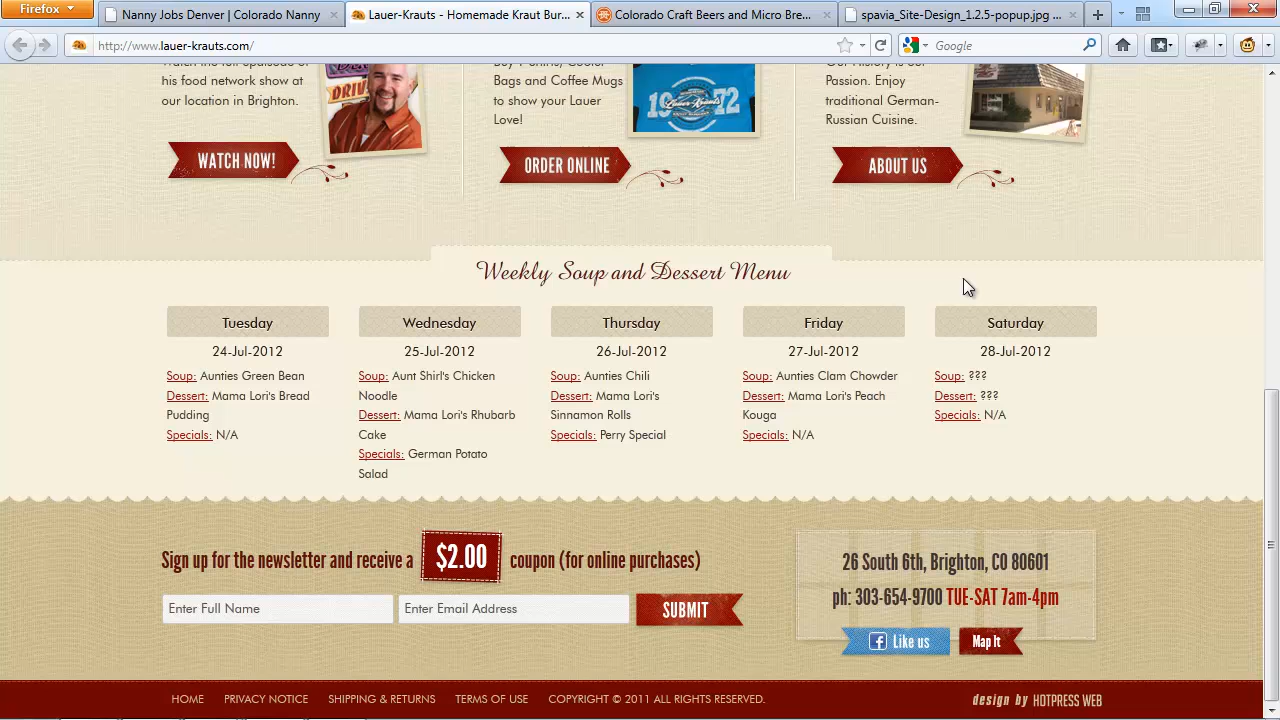 Firefox
Nanny Jobs Denver | Colorado Nanny
Lauer-Krauts - Homemade Kraut Bur...
Colorado Craft Beers and Micro Bre...
spavia_Site-Design_1.2.5-popup.jpg ...
http://www.lauer-krauts.com/
Google
his food network show on
our location in Brighton.
DRIV
WATCH NOW!
Bags and Coffee Mugs
to show your Lauer
Love!
1972
Lauer-Krauts
ORDER ONLINE
Our History is our
Passion. Enjoy
traditional German-
Russian Cuisine.
ABOUT US
Weekly Soup and Dessert Menu
Tuesday
24-Jul-2012
Soup: Aunties Green Bean
Dessert: Mama Lori's Bread
Pudding
Specials: N/A
Wednesday
25-Jul-2012
Soup: Aunt Shirl's Chicken
Noodle
Dessert: Mama Lori's Rhubarb
Cake
Specials: German Potato
Salad
Thursday
26-Jul-2012
Soup: Aunties Chili
Dessert: Mama Lori's
Sinnamon Rolls
Specials: Perry Special
Friday
27-Jul-2012
Soup: Aunties Clam Chowder
Dessert: Mama Lori's Peach
Kouga
Specials: N/A
Saturday
28-Jul-2012
Soup: ???
Dessert: ???
Specials: N/A
Sign up for the newsletter and receive a $2.00 coupon (for online purchases)
Enter Full Name
Enter Email Address
SUBMIT
26 South 6th, Brighton, CO 80601
ph: 303-654-9700 TUE-SAT 7am-4pm
Like us
Map It
HOME PRIVACY NOTICE SHIPPING & RETURNS TERMS OF USE COPYRIGHT © 2011 ALL RIGHTS RESERVED.
design by HOTPRESS WEB